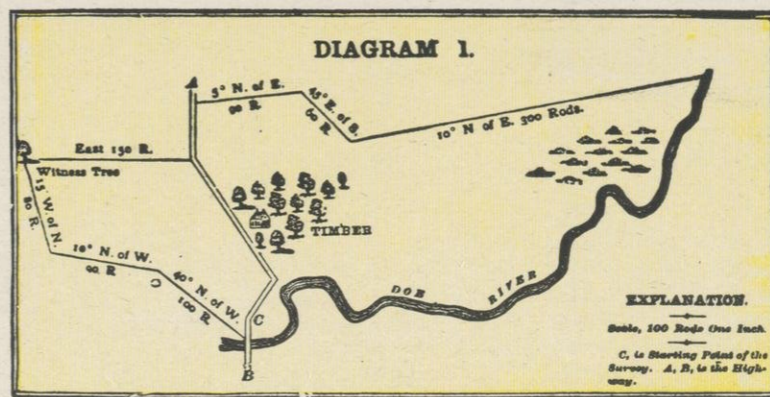 DIAGRAM 1.
A
5° N. of E.
90 R.
45° E. of S.
60 R.
10° N of E. 300 Rods.
East 150 R.
Witness Tree
15 W. of N.
80 R.
TIMBER
10° N. of W.
90 R
C
40° N. of W.
100 R.
C
DOE RIVER
B
EXPLANATION.
Scale, 100 Rods One Inch.
C, is Starting Point of the
Survey. A, B, is the High-
way.